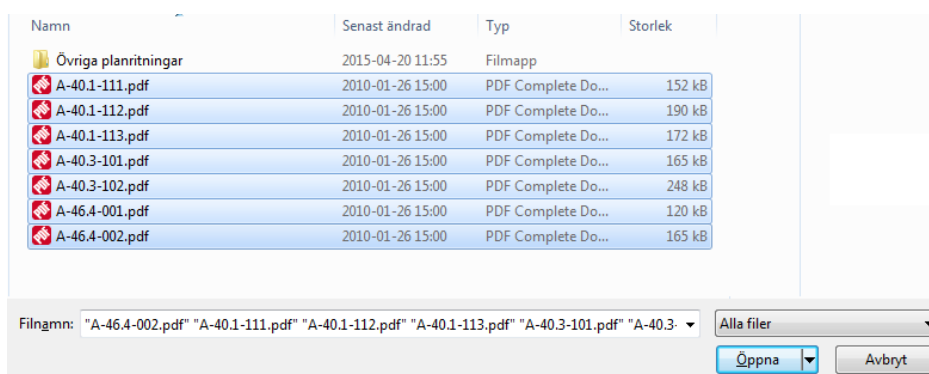 Namn Senast ändrad Typ Storlek
Övriga planritningar 2015-04-20 11:55 Filmapp
A-40.1-111.pdf 2010-01-26 15:00 PDF Complete Do... 152 kB
A-40.1-112.pdf 2010-01-26 15:00 PDF Complete Do... 190 kB
A-40.1-113.pdf 2010-01-26 15:00 PDF Complete Do... 172 kB
A-40.3-101.pdf 2010-01-26 15:00 PDF Complete Do... 165 kB
A-40.3-102.pdf 2010-01-26 15:00 PDF Complete Do... 248 kB
A-46.4-001.pdf 2010-01-26 15:00 PDF Complete Do... 120 kB
A-46.4-002.pdf 2010-01-26 15:00 PDF Complete Do... 165 kB
Filnamn: "A-46.4-002.pdf" "A-40.1-111.pdf" "A-40.1-112.pdf" "A-40.1-113.pdf" "A-40.3-101.pdf" "A-40.3- Alla filer
Öppna Avbryt